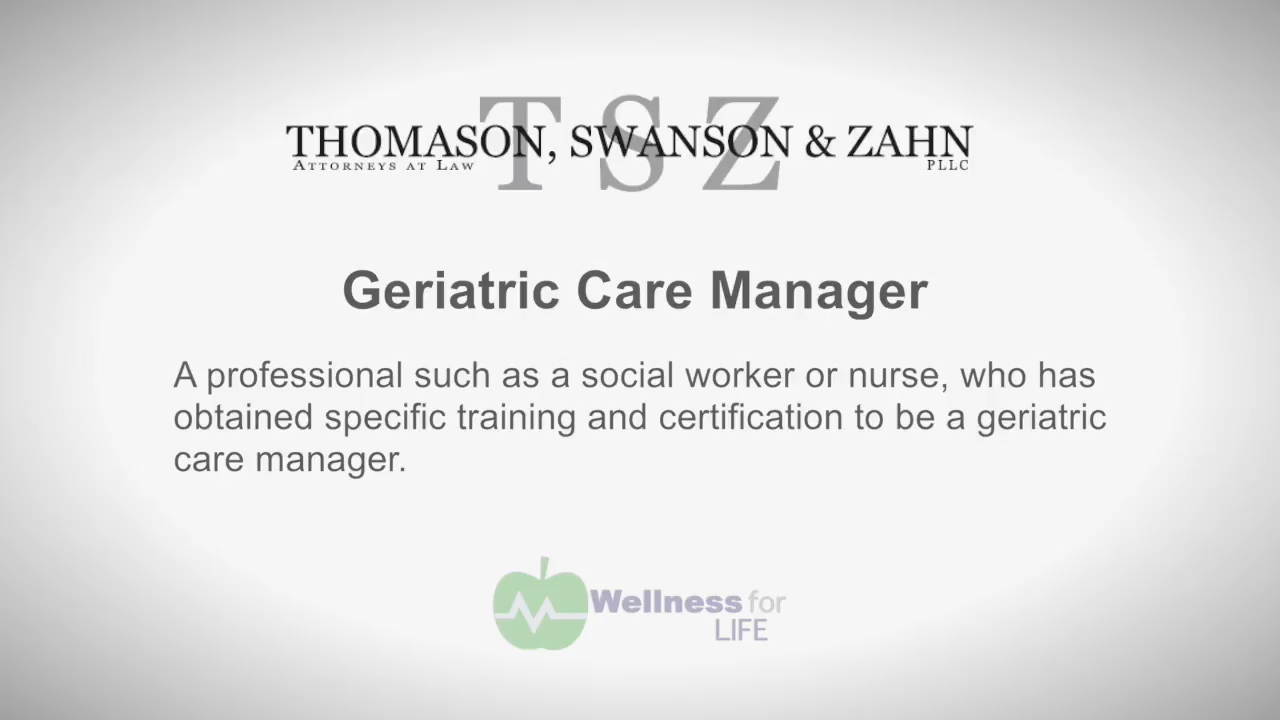 TSZ
THOMASON, SWANSON & ZAHN
ATTORNEYS AT LAW PLLC
Geriatric Care Manager
A professional such as a social worker or nurse, who has
obtained specific training and certification to be a geriatric
care manager.
Wellness for
LIFE